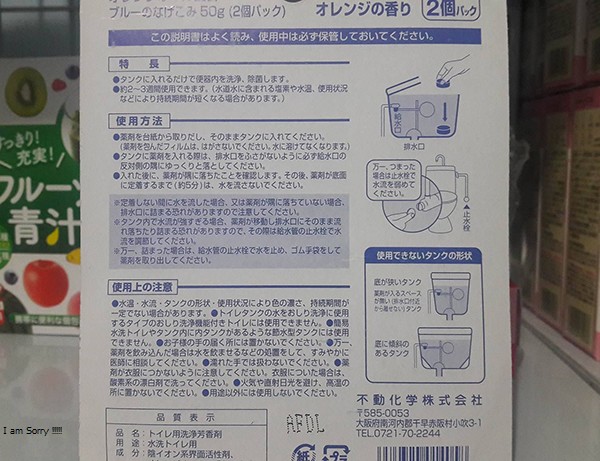 ブルーのなげこみ 50g (2個パック)
オレンジの香り
2個パック
この説明書はよく読み、使用中は必ず保管しておいてください。
特長
●タンクに入れるだけで便器内を洗浄、除菌します。
●約2〜3週間使用できます。(水道水に含まれる塩素や水温、使用状況
などにより持続期間が短くなる場合があります。)
使用方法
●薬剤を台紙から取りだし、そのままタンクに入れてください。
(薬剤を包んだフィルムは、はがさないでください。水に溶けてなくなります。)
●タンクに薬剤を入れる際は、排水口をふさがないように必ず給水口の
反対側の隅にゆっくりと落としてください。
●入れた後に、薬剤が隅に落ちたことを確認します。その後、薬剤が底面
に定着するまで(約5分)は、水を流さないでください。
※定着しない間に水を流した場合、又は薬剤が隅に落ちていない場合、
排水口に詰まる恐れがありますので注意してください。
※タンク内で水流が強すぎる場合、薬剤が移動し排水口にそのまま流
れ落ちたり詰まる恐れがありますので、その際は給水管の止水栓で水
流を調節してください。
※万一、詰まった場合は、給水管の止水栓で水を止め、ゴム手袋をして
薬剤を取り出してください。
給水口
排水口
万一、つまった
場合は止水栓で
水流を弱めて
ください。
止水栓
使用できないタンクの形状
底が狭いタンク
薬剤が入るスペース
が無い(排水口付近
から離せない)タンク
底に傾斜の
あるタンク
使用上の注意
●水温・水流・タンクの形状・使用状況により色の濃さ、持続期間が
一定でない場合があります。●トイレタンクの水をおしり洗浄に使用
するタイプのおしり洗浄機能付きトイレには使用できません。●簡易
水洗トイレやタンク内に内タンクがあるような節水型タンクには使用
できません。●お子様の手の届く所には置かないでください。●万一、
薬剤を飲み込んだ場合は水を飲ませるなどの処置をして、すみやかに
医師に相談してください。●濡れた手では扱わないでください。●薬
剤が衣服につかないように注意してください。衣服についた場合は、
酸素系の漂白剤で洗ってください。●火気や直射日光を避け、高温の
所に置かないでください。●用途以外には使用しないでください。
品質表示
品名:トイレ用洗浄芳香剤
用途:水洗トイレ用
成分:陰イオン系界面活性剤、
AFDL
紙
プラ
不動化学株式会社
〒585-0053
大阪府南河内郡千早赤阪村小吹3-1
TEL.0721-70-2244
すっきり!
充実!
フルーツ
青汁
I am Sorry !!!!!